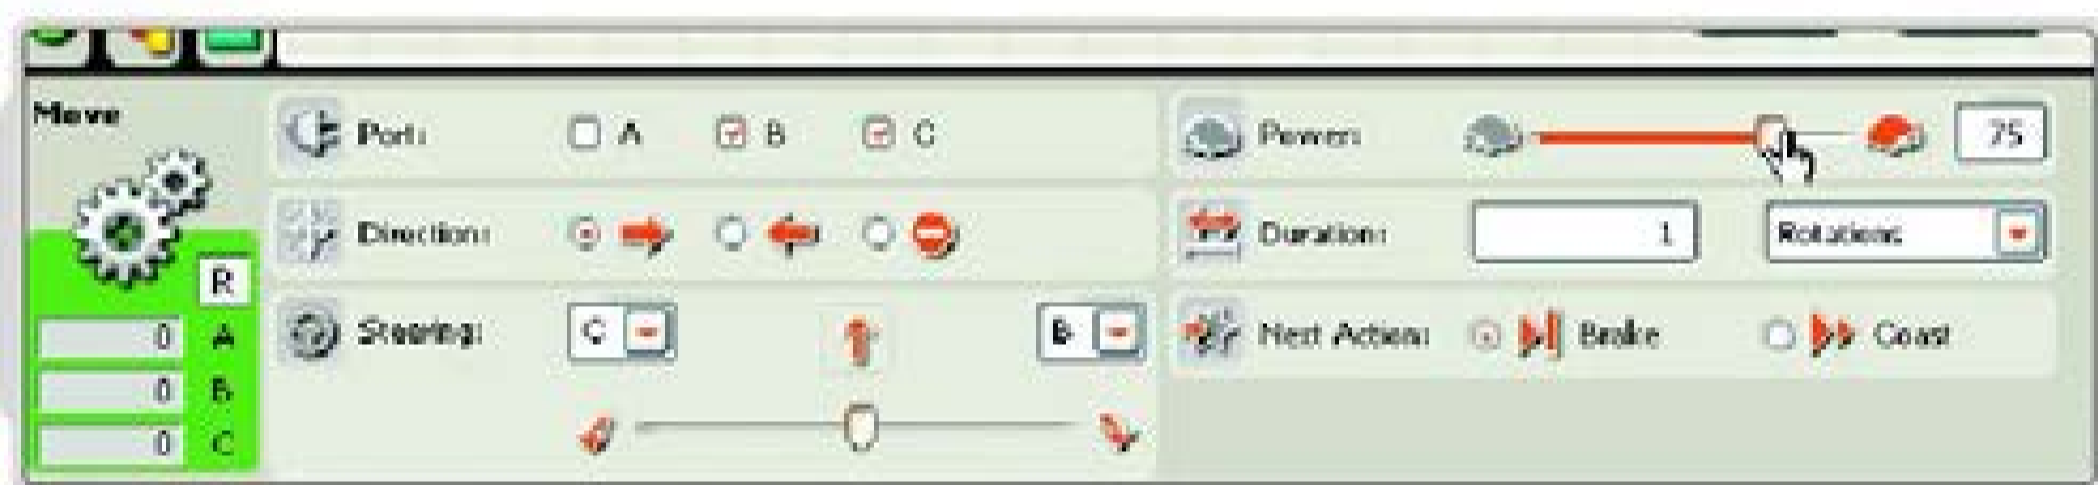 Move
Port: A B C
Power: 75
Direction:
Duration: 1 Rotations
R
Steering: C B
Next Action: Brake Coast
0 A
0 B
0 C